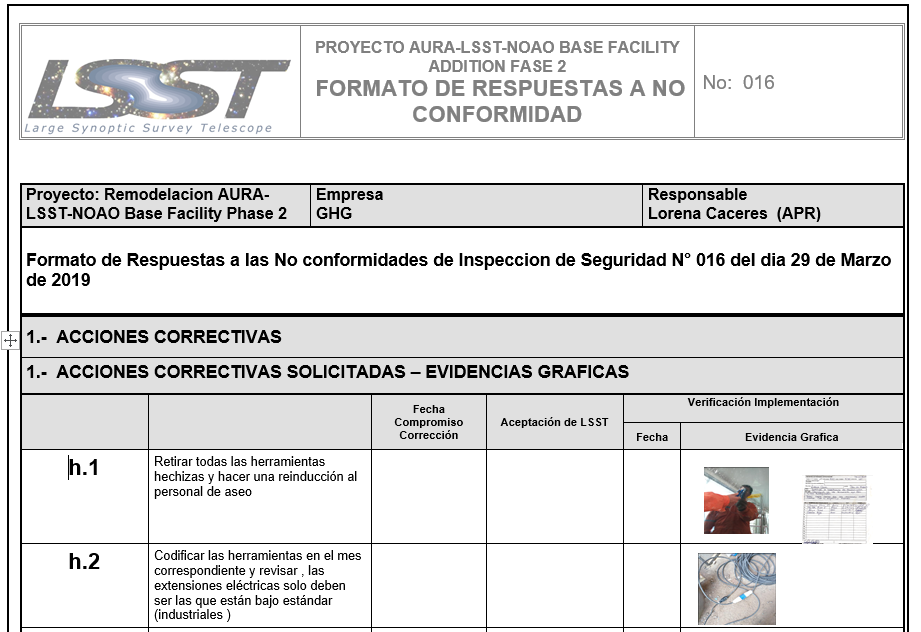 LSST
Large Synoptic Survey Telescope
PROYECTO AURA-LSST-NOAO BASE FACILITY
ADDITION FASE 2
FORMATO DE RESPUESTAS A NO
CONFORMIDAD
No: 016
Proyecto: Remodelacion AURA-
LSST-NOAO Base Facility Phase 2
Empresa
GHG
Responsable
Lorena Caceres (APR)
Formato de Respuestas a las No conformidades de Inspeccion de Seguridad N° 016 del dia 29 de Marzo
de 2019
1.- ACCIONES CORRECTIVAS
1.- ACCIONES CORRECTIVAS SOLICITADAS – EVIDENCIAS GRAFICAS
Fecha
Compromiso
Corrección
Aceptación de LSST
Verificación Implementación
Fecha
Evidencia Grafica
h.1
Retirar todas las herramientas
hechizas y hacer una reinducción al
personal de aseo
h.2
Codificar las herramientas en el mes
correspondiente y revisar , las
extensiones eléctricas solo deben
ser las que están bajo estándar
(industriales )